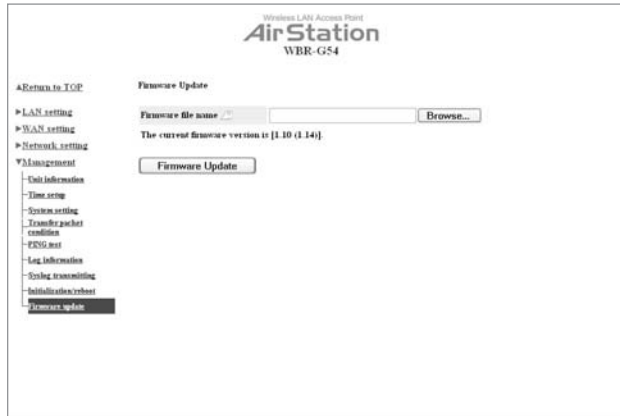 Wireless LAN Access Point
AirStation
WBR-G54
▲Return to TOP
▶LAN setting
▶WAN setting
▶Network setting
▼Management
Unit information
Time setup
System setting
Transfer packet
condition
PING test
Log information
Syslog transmitting
Initialization/reboot
Firmware update
Firmware Update
Firmware file name
Browse...
The current firmware version is [1.10 (1.14)].
Firmware Update